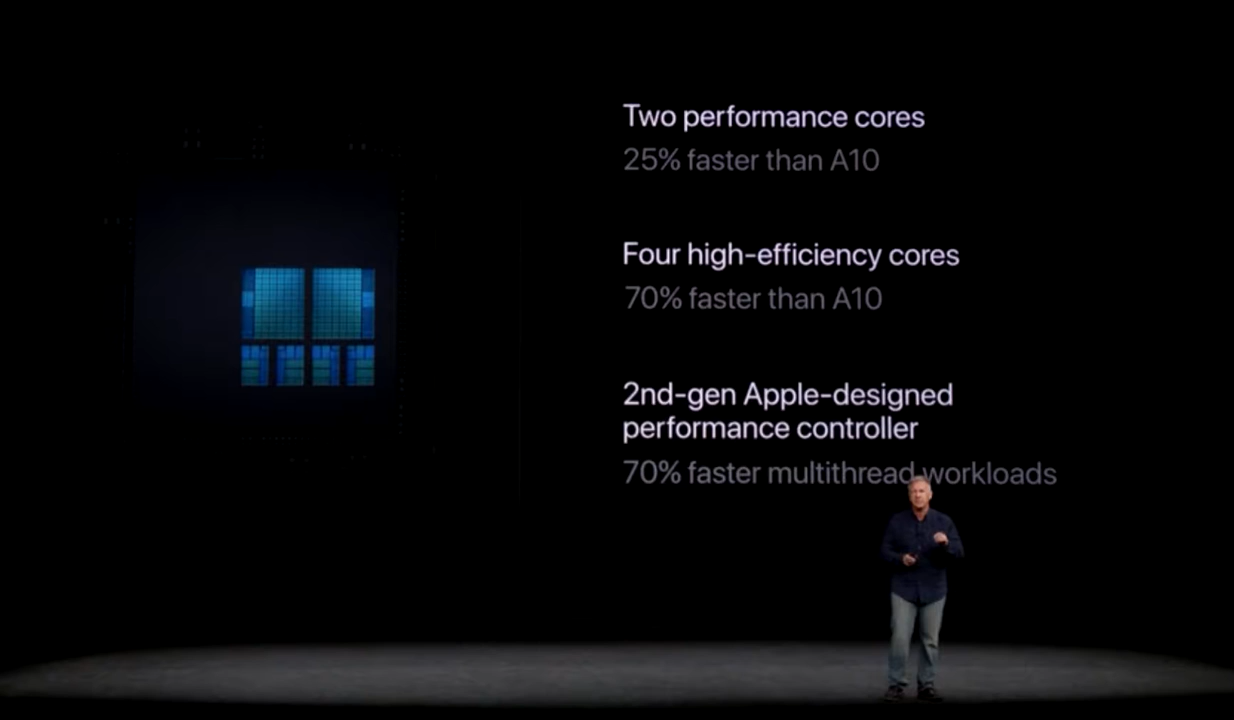 Two performance cores
25% faster than A10
Four high-efficiency cores
70% faster than A10
2nd-gen Apple-designed
performance controller
70% faster multithread workloads